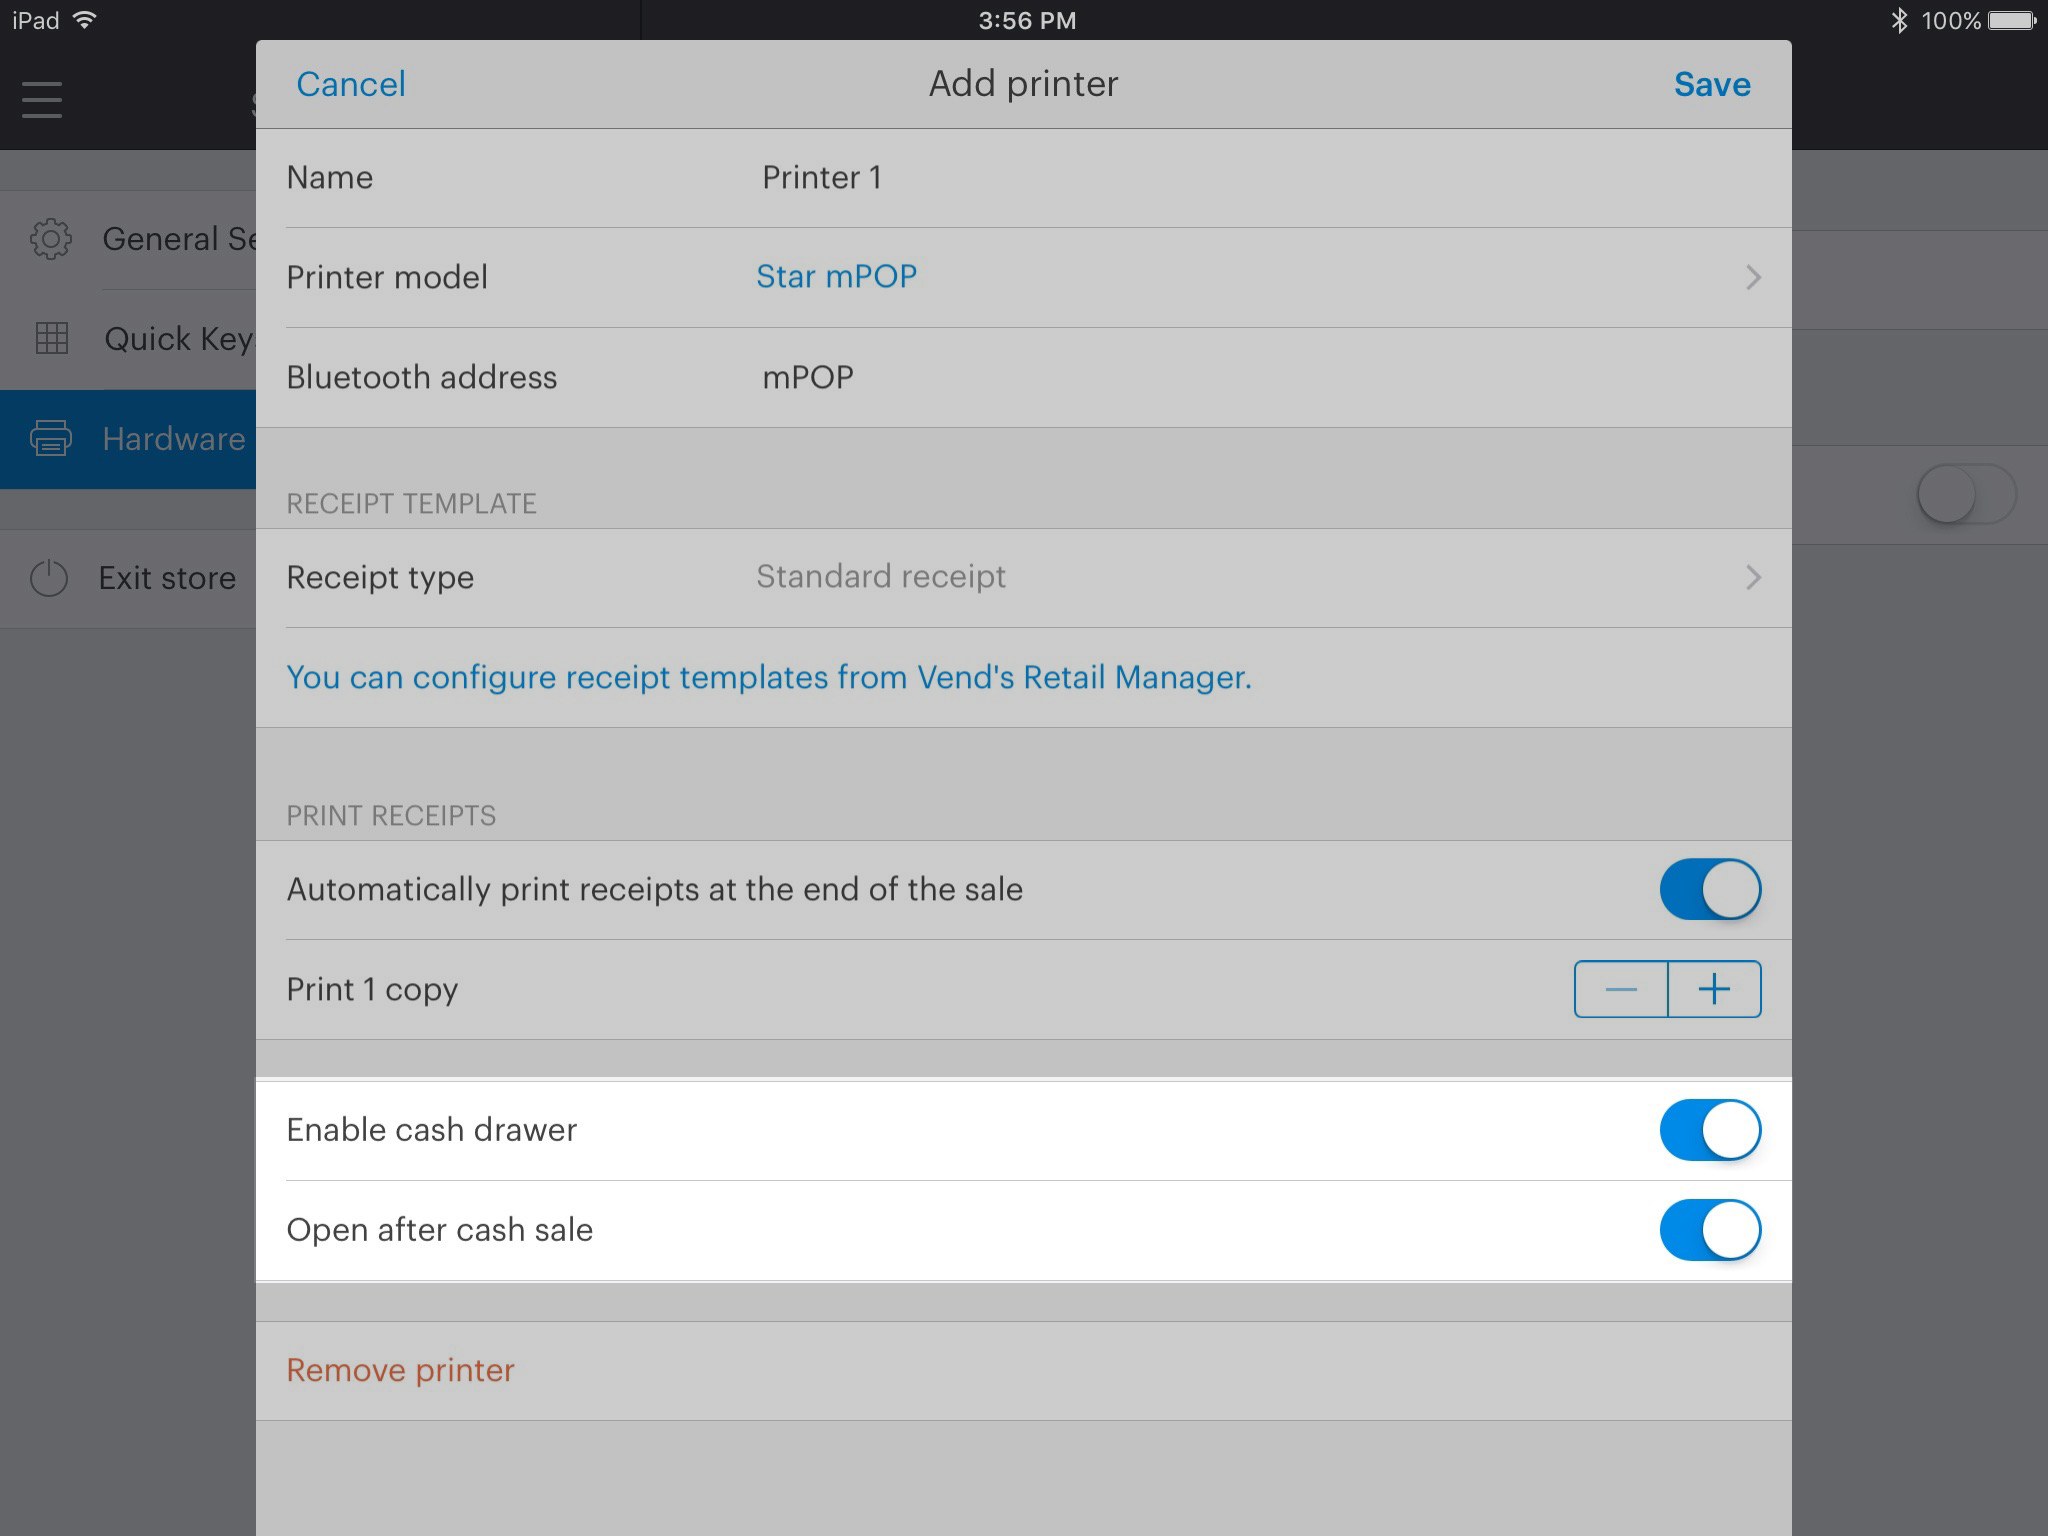 iPad 3:56 PM 100%
Cancel Add printer Save
Name Printer 1
General
Printer model Star mPOP
Quick
Bluetooth address mPOP
Hardware
RECEIPT TEMPLATE
Exit store
Receipt type Standard receipt
You can configure receipt templates from Vend's Retail Manager.
PRINT RECEIPTS
Automatically print receipts at the end of the sale
Print 1 copy
Enable cash drawer
Open after cash sale
Remove printer